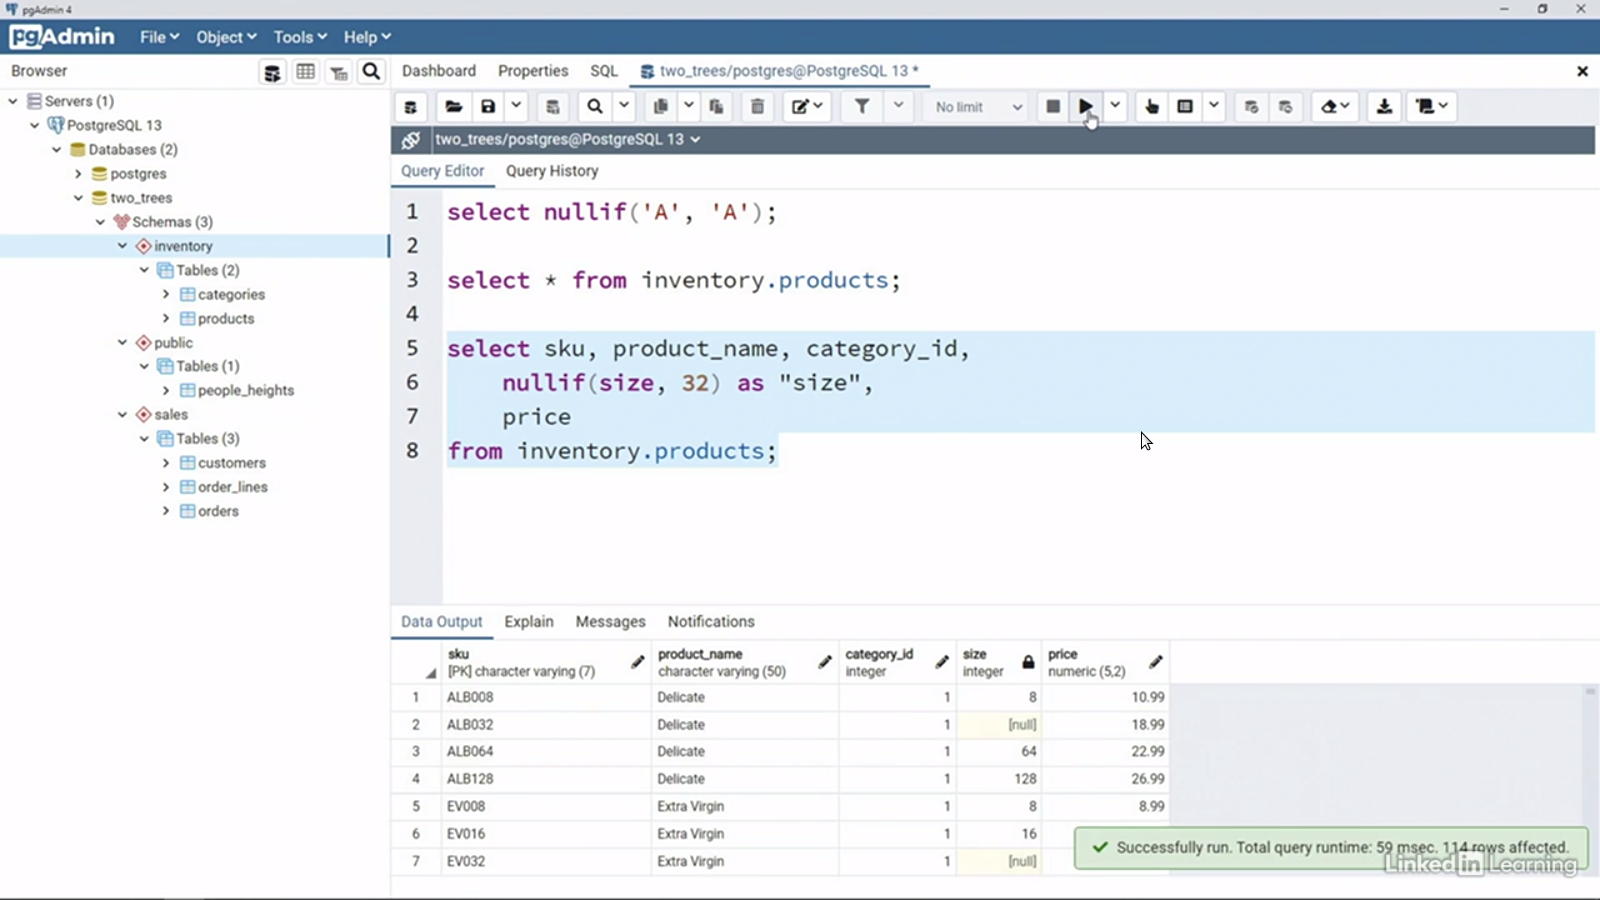 pgAdmin 4
pgAdmin File Object Tools Help
Browser
Dashboard Properties SQL two_trees/postgres@PostgreSQL 13 *
No limit
two_trees/postgres@PostgreSQL 13
Servers (1)
PostgreSQL 13
Databases (2)
postgres
two_trees
Schemas (3)
inventory
Tables (2)
categories
products
public
Tables (1)
people_heights
sales
Tables (3)
customers
order_lines
orders
Query Editor Query History
1 select nullif('A', 'A');
2
3 select * from inventory.products;
4
5 select sku, product_name, category_id,
6 nullif(size, 32) as "size",
7 price
8 from inventory.products;
Data Output Explain Messages Notifications
sku product_name category_id size price
[PK] character varying (7) character varying (50) integer integer numeric (5,2)
1 ALB008 Delicate 1 8 10.99
2 ALB032 Delicate 1 [null] 18.99
3 ALB064 Delicate 1 64 22.99
4 ALB128 Delicate 1 128 26.99
5 EV008 Extra Virgin 1 8 8.99
6 EV016 Extra Virgin 1 16
7 EV032 Extra Virgin 1 [null]
Successfully run. Total query runtime: 59 msec. 114 rows affected.
Linked in Learning